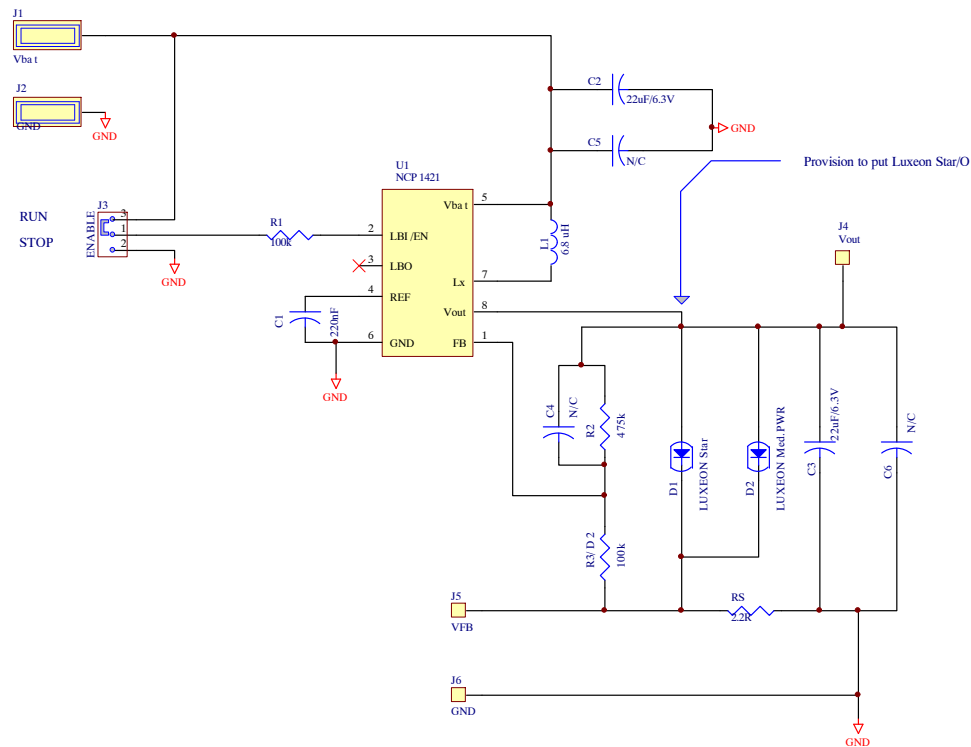 J1
Vba t
J2
GND
GND
C2
22uF/6.3V
GND
C5
N/C
Provision to put Luxeon Star/O
U1
NCP 1421
RUN
STOP
ENABLE
J3
3
1
2
GND
R1
100k
2
LBI /EN
3
LBO
4
REF
6
GND
Vba t
5
Lx
7
Vout
8
FB
1
L1
6.8 uH
C1
220nF
GND
J4
Vout
C4
N/C
R2
475k
D1
LUXEON Star
D2
LUXEON Med. PWR
22uF/6.3V
C3
N/C
C6
R3/ D 2
100k
J5
VFB
RS
2.2R
J6
GND
GND